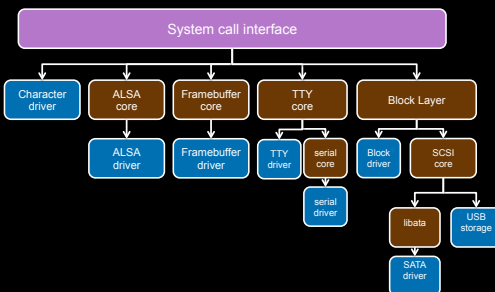 System call interface
Character
driver
ALSA
core
Framebuffer
core
TTY
core
Block Layer
ALSA
driver
Framebuffer
driver
TTY
driver
serial
core
Block
driver
SCSI
core
serial
driver
libata
USB
storage
SATA
driver